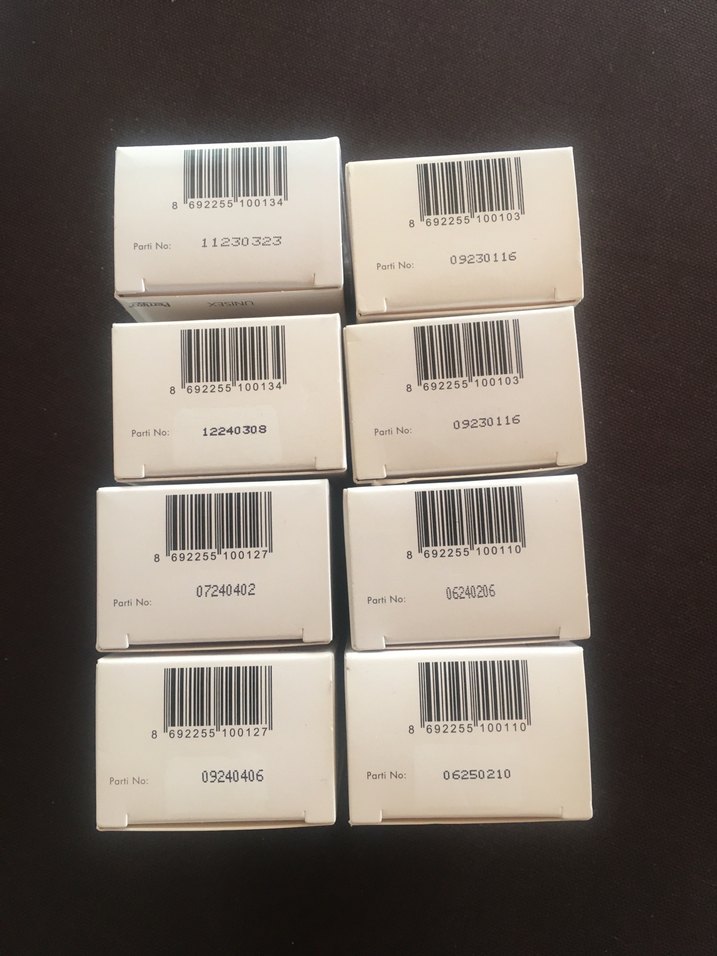 8 692255 100134
Parti No: 11230323
UNISEX
8 692255 100103
Parti No: 09230116
8 692255 100134
Parti No: 12240308
8 692255 100103
Parti No: 09230116
8 692255 100127
Parti No: 07240402
8 692255 100110
Parti No: 06240206
8 692255 100127
Parti No: 09240406
8 692255 100110
Parti No: 06250210